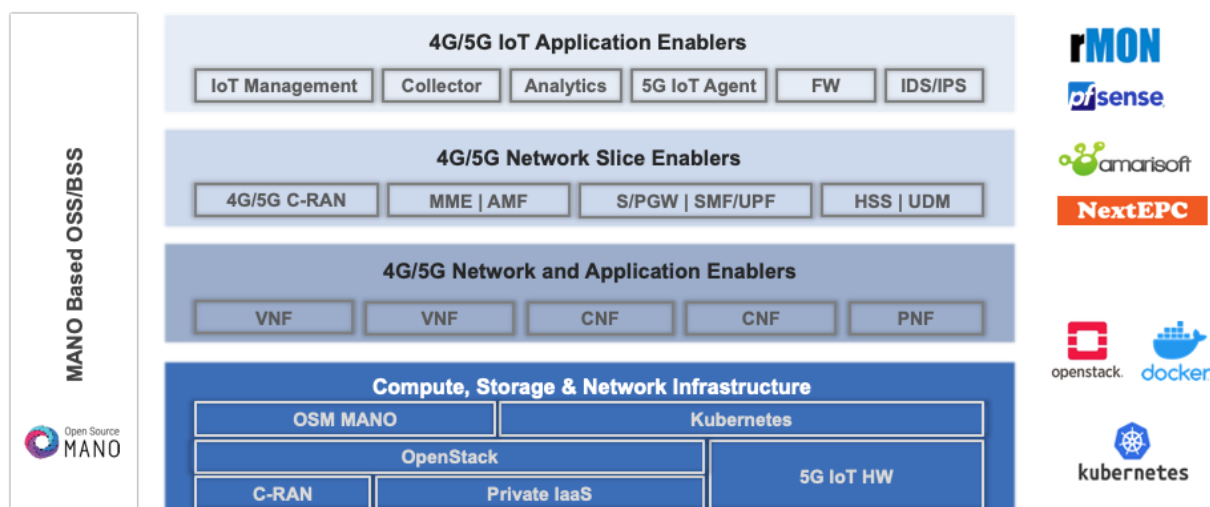 MANO Based OSS/BSS
Open Source
MANO
4G/5G IoT Application Enablers
IoT Management Collector Analytics 5G IoT Agent FW IDS/IPS
4G/5G Network Slice Enablers
4G/5G C-RAN MME | AMF S/PGW | SMF/UPF HSS | UDM
4G/5G Network and Application Enablers
VNF VNF CNF CNF PNF
Compute, Storage & Network Infrastructure
OSM MANO Kubernetes
OpenStack
5G IoT HW
C-RAN Private IaaS
rMON
pfsense
amarisoft
NextEPC
openstack. docker
kubernetes